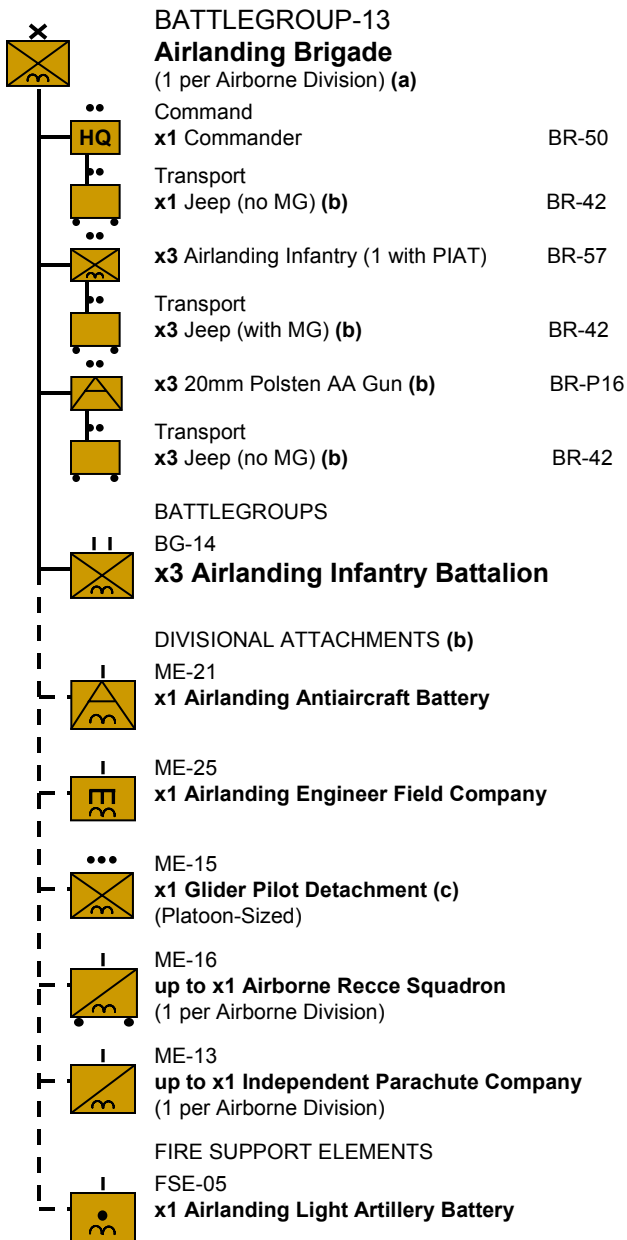 BATTLEGROUP-13
Airlanding Brigade
(1 per Airborne Division) (a)
Command
HQ
x1 Commander BR-50
Transport
x1 Jeep (no MG) (b) BR-42
x3 Airlanding Infantry (1 with PIAT) BR-57
Transport
x3 Jeep (with MG) (b) BR-42
x3 20mm Polsten AA Gun (b) BR-P16
Transport
x3 Jeep (no MG) (b) BR-42
BATTLEGROUPS
BG-14
x3 Airlanding Infantry Battalion
DIVISIONAL ATTACHMENTS (b)
ME-21
x1 Airlanding Antiaircraft Battery
ME-25
x1 Airlanding Engineer Field Company
ME-15
x1 Glider Pilot Detachment (c)
(Platoon-Sized)
ME-16
up to x1 Airborne Recce Squadron
(1 per Airborne Division)
ME-13
up to x1 Independent Parachute Company
(1 per Airborne Division)
FIRE SUPPORT ELEMENTS
FSE-05
x1 Airlanding Light Artillery Battery